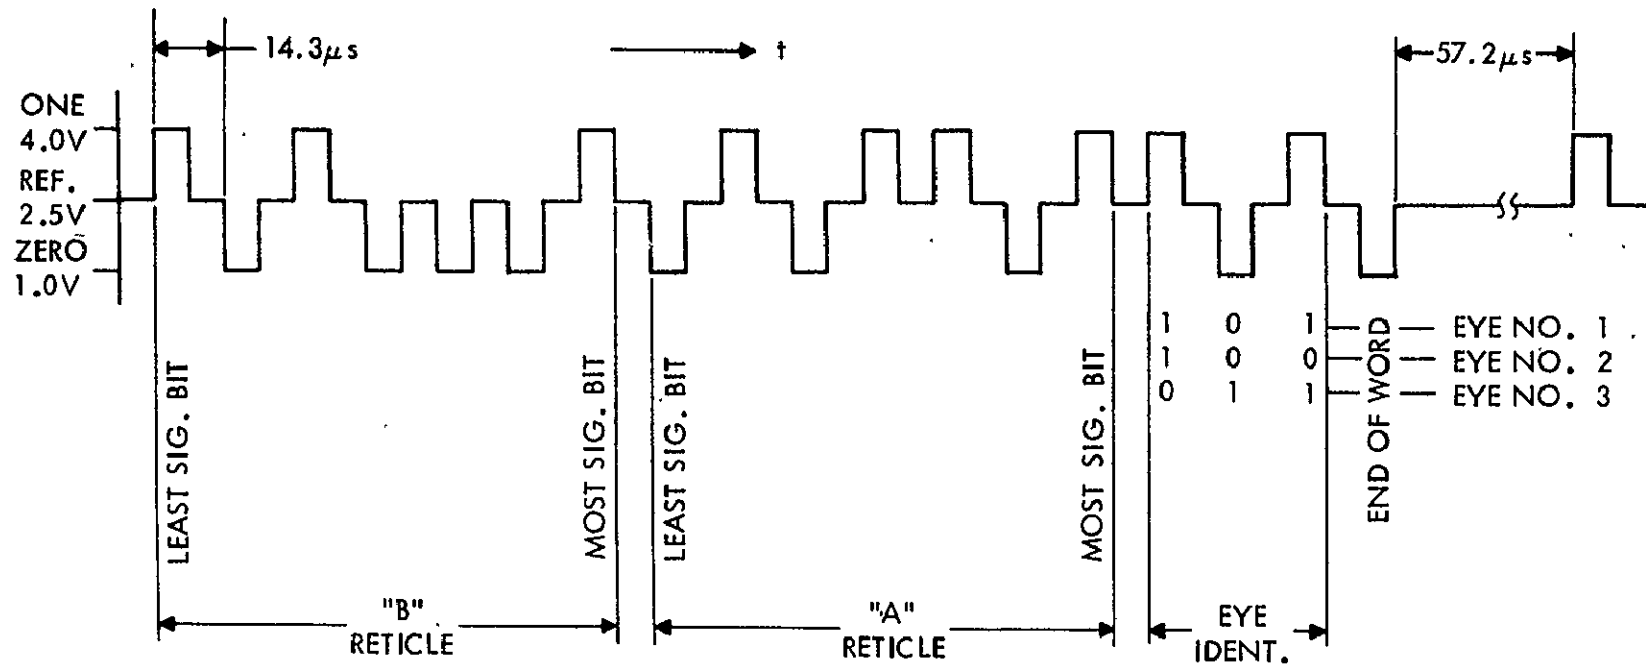 14.3μs
t
57.2μs
ONE
4.0V
REF.
2.5V
ZERO
1.0V
1 0 1 EYE NO. 1
1 0 0 EYE NO. 2
0 1 1 EYE NO. 3
LEAST SIG. BIT
MOST SIG. BIT
LEAST SIG. BIT
MOST SIG. BIT
END OF WORD
"B"
RETICLE
"A"
RETICLE
EYE
IDENT.